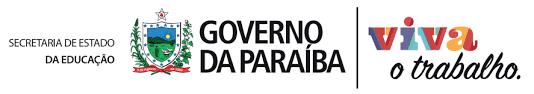 SECRETARIA DE ESTADO
DA EDUCAÇÃO
GOVERNO
DA PARAÍBA
viva
o trabalho.